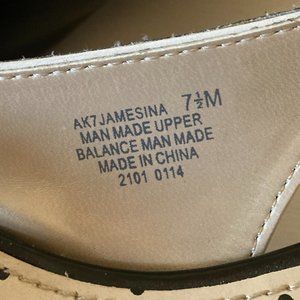 AK7JAMESINA 7½M
MAN MADE UPPER
BALANCE MAN MADE
MADE IN CHINA
2101 0114